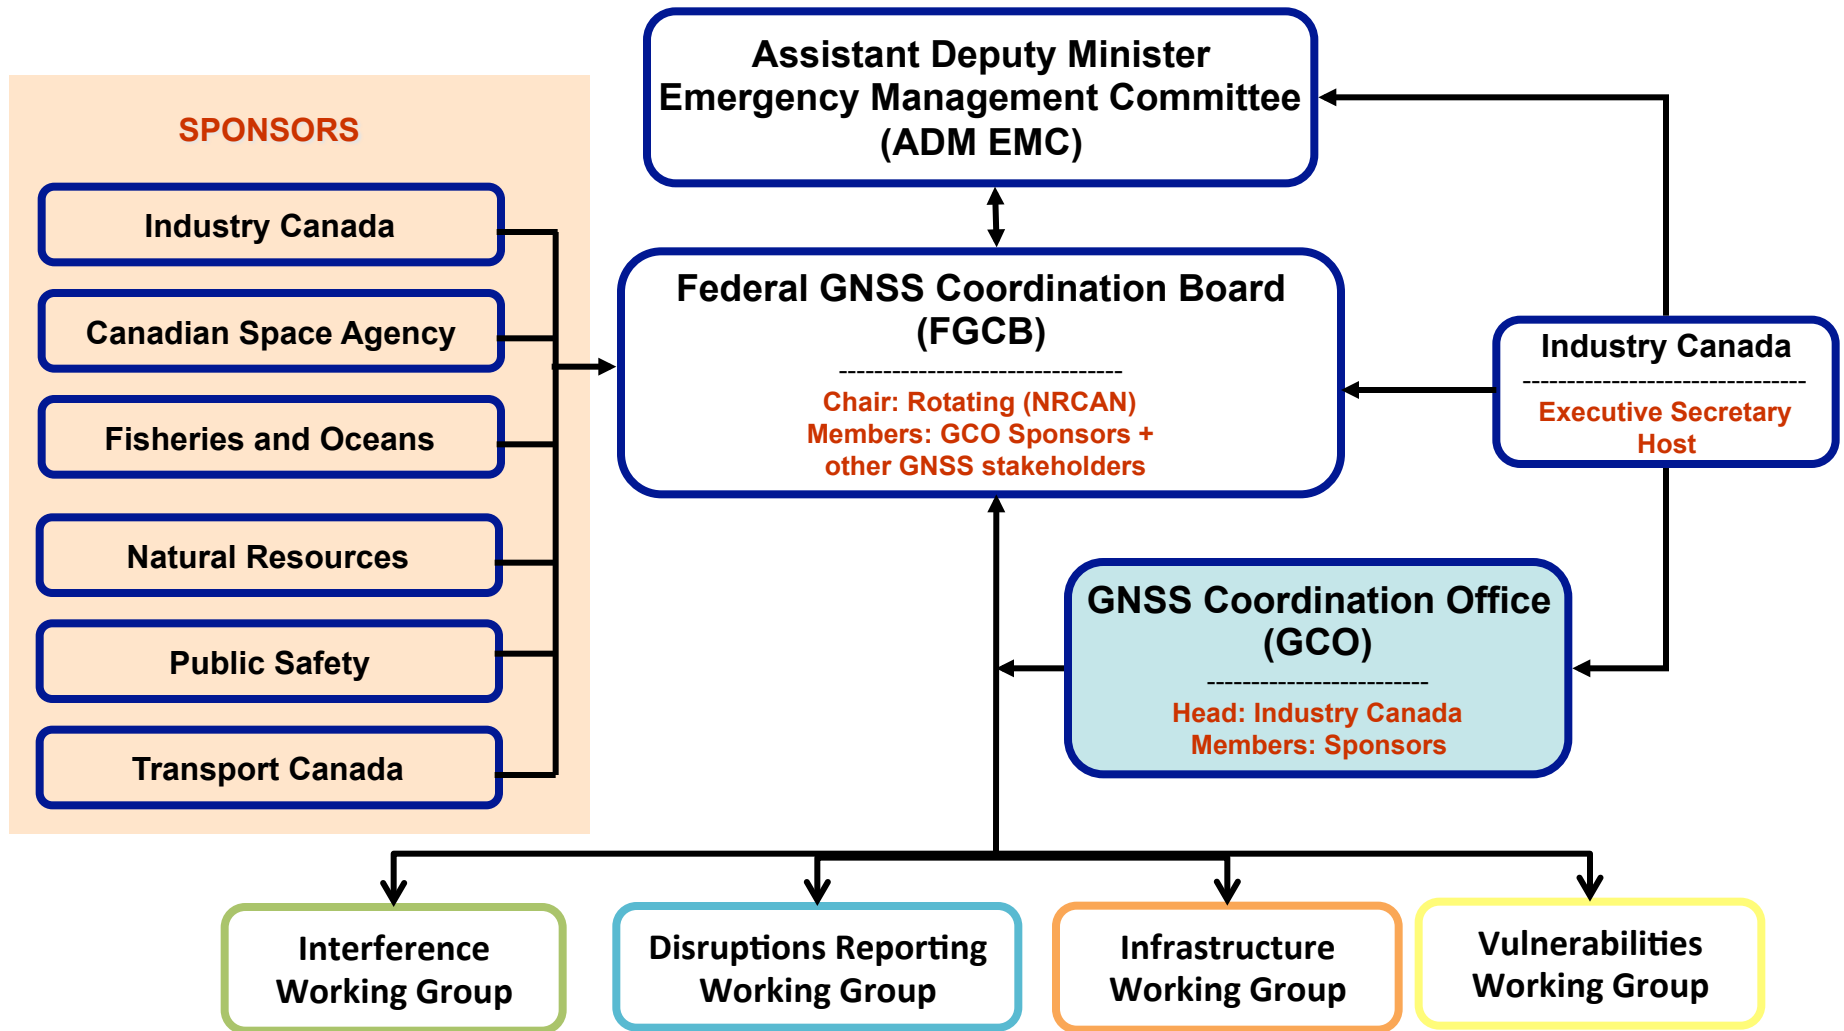 Assistant Deputy Minister
Emergency Management Committee
(ADM EMC)
SPONSORS
Industry Canada
Canadian Space Agency
Fisheries and Oceans
Natural Resources
Public Safety
Transport Canada
Federal GNSS Coordination Board
(FGCB)
--------------------------------
Chair: Rotating (NRCAN)
Members: GCO Sponsors +
other GNSS stakeholders
Industry Canada
--------------------------------
Executive Secretary
Host
GNSS Coordination Office
(GCO)
-------------------------
Head: Industry Canada
Members: Sponsors
Interference
Working Group
Disruptions Reporting
Working Group
Infrastructure
Working Group
Vulnerabilities
Working Group